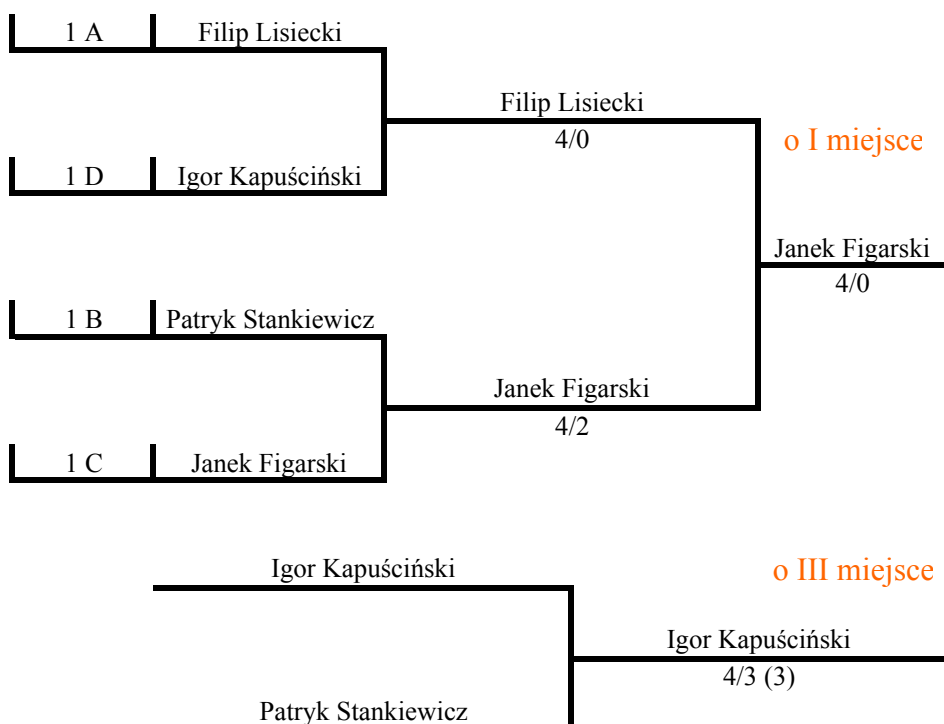 1 A Filip Lisiecki
Filip Lisiecki
4/0
o I miejsce
1 D Igor Kapuściński
Janek Figarski
4/0
1 B Patryk Stankiewicz
Janek Figarski
4/2
1 C Janek Figarski
Igor Kapuściński
o III miejsce
Igor Kapuściński
4/3 (3)
Patryk Stankiewicz